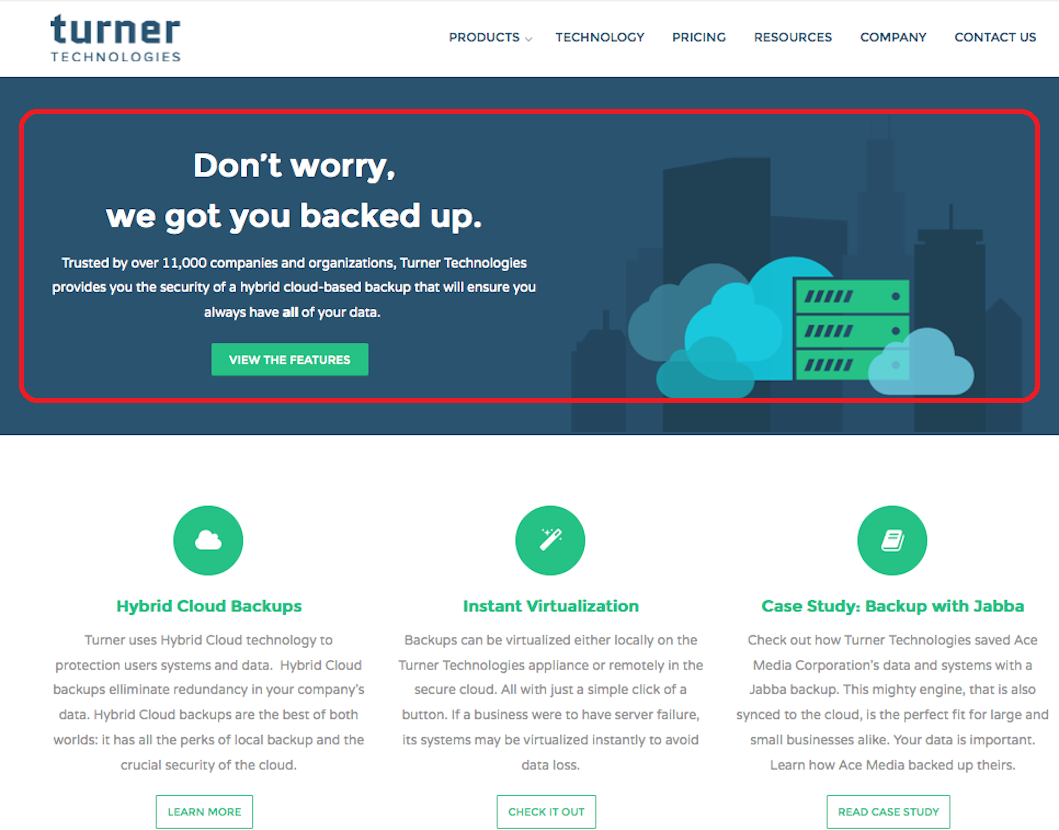 turner
TECHNOLOGIES
PRODUCTS TECHNOLOGY PRICING RESOURCES COMPANY CONTACT US
Don't worry,
we got you backed up.
Trusted by over 11,000 companies and organizations, Turner Technologies
provides you the security of a hybrid cloud-based backup that will ensure you
always have all of your data.
VIEW THE FEATURES
Hybrid Cloud Backups
Turner uses Hybrid Cloud technology to
protection users systems and data. Hybrid Cloud
backups elliminate redundancy in your company's
data. Hybrid Cloud backups are the best of both
worlds: it has all the perks of local backup and the
crucial security of the cloud.
LEARN MORE
Instant Virtualization
Backups can be virtualized either locally on the
Turner Technologies appliance or remotely in the
secure cloud. All with just a simple click of a
button. If a business were to have server failure,
its systems may be virtualized instantly to avoid
data loss.
CHECK IT OUT
Case Study: Backup with Jabba
Check out how Turner Technologies saved Ace
Media Corporation's data and systems with a
Jabba backup. This mighty engine, that is also
synced to the cloud, is the perfect fit for large and
small businesses alike. Your data is important.
Learn how Ace Media backed up theirs.
READ CASE STUDY